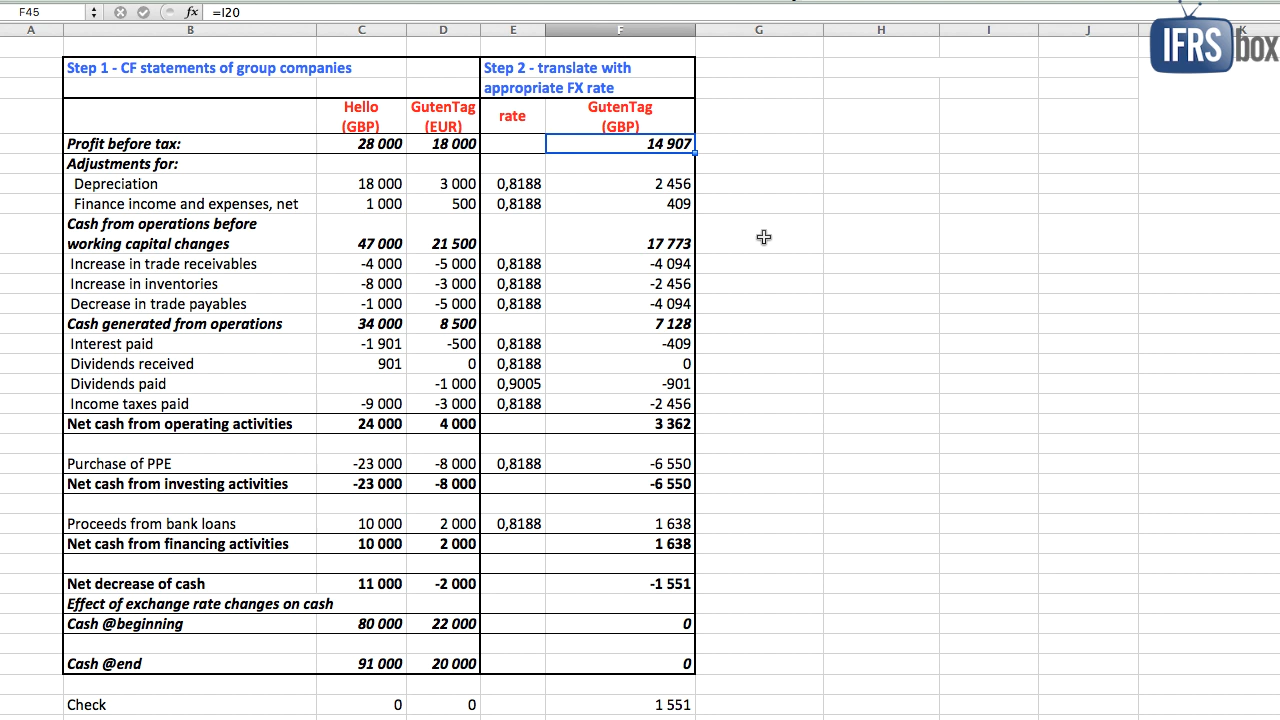 F45 fx =I20
A B C D E F G H I J K
IFRSbox
Step 1 - CF statements of group companies Step 2 - translate with
appropriate FX rate
Hello GutenTag rate GutenTag
(GBP) (EUR) (GBP)
Profit before tax: 28 000 18 000 14 907
Adjustments for:
Depreciation 18 000 3 000 0,8188 2 456
Finance income and expenses, net 1 000 500 0,8188 409
Cash from operations before
working capital changes 47 000 21 500 17 773
Increase in trade receivables -4 000 -5 000 0,8188 -4 094
Increase in inventories -8 000 -3 000 0,8188 -2 456
Decrease in trade payables -1 000 -5 000 0,8188 -4 094
Cash generated from operations 34 000 8 500 7 128
Interest paid -1 901 -500 0,8188 -409
Dividends received 901 0 0,8188 0
Dividends paid -1 000 0,9005 -901
Income taxes paid -9 000 -3 000 0,8188 -2 456
Net cash from operating activities 24 000 4 000 3 362
Purchase of PPE -23 000 -8 000 0,8188 -6 550
Net cash from investing activities -23 000 -8 000 -6 550
Proceeds from bank loans 10 000 2 000 0,8188 1 638
Net cash from financing activities 10 000 2 000 1 638
Net decrease of cash 11 000 -2 000 -1 551
Effect of exchange rate changes on cash
Cash @beginning 80 000 22 000 0
Cash @end 91 000 20 000 0
Check 0 0 1 551